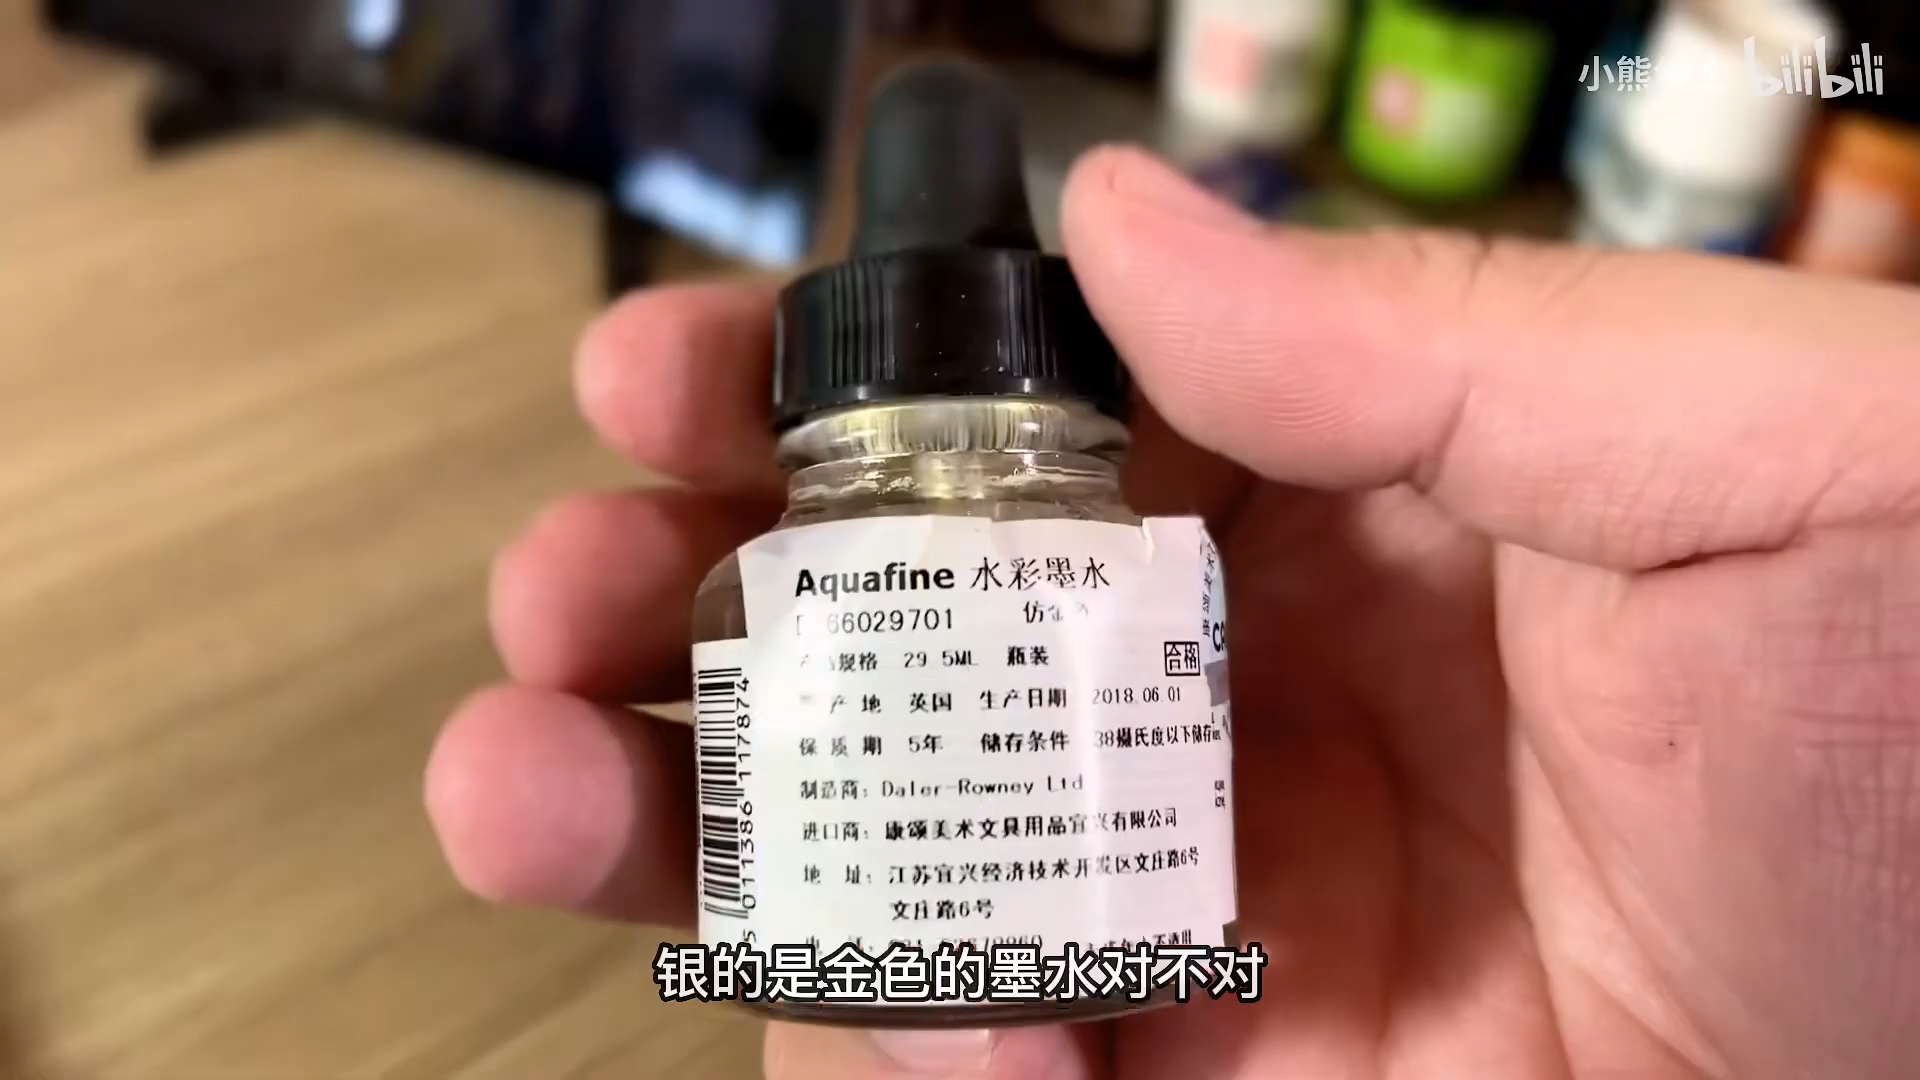 小熊
bilibili
Aquafine 水彩墨水
66029701 仿金
规格 29.5ML 瓶装
合格
产地 英国 生产日期 2018.06.01
保质期 5年 储存条件 38摄氏度以下储存
制造商：Daler-Rowney Ltd
进口商：康颂美术文具用品宜兴有限公司
地 址：江苏宜兴经济技术开发区文庄路6号
文庄路6号
5 011386 117874
银的是金色的墨水对不对